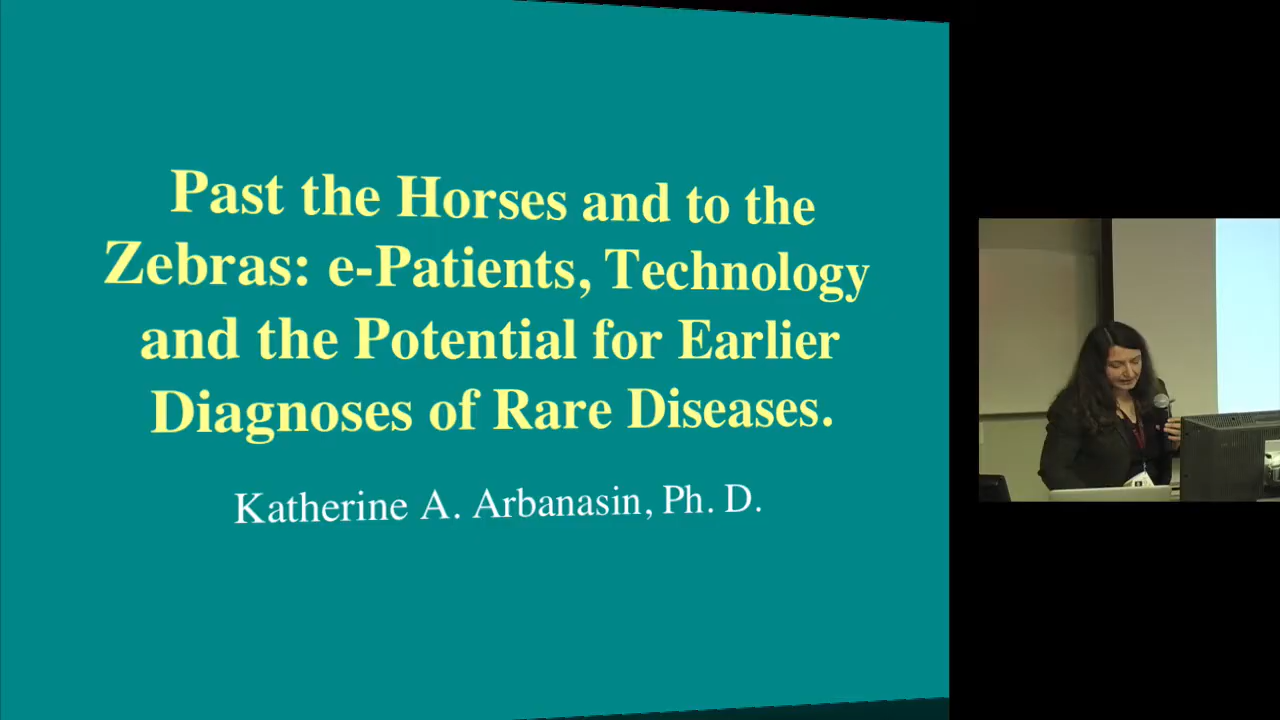 Past the Horses and to the
Zebras: e-Patients, Technology
and the Potential for Earlier
Diagnoses of Rare Diseases.
Katherine A. Arbanasin, Ph. D.